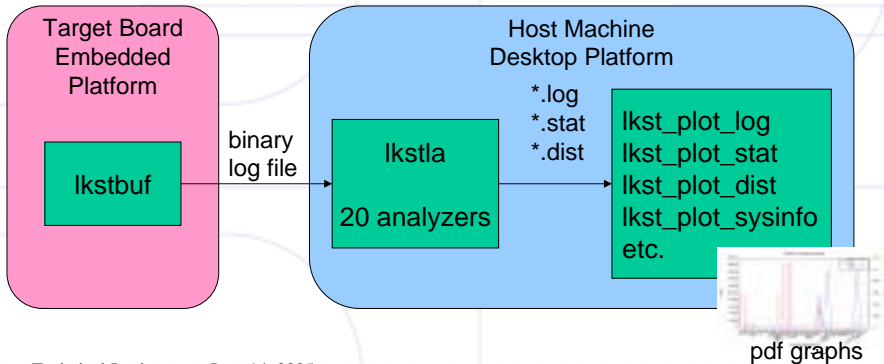 Target Board
Embedded
Platform
lkstbuf
binary
log file
Host Machine
Desktop Platform
lkstla
20 analyzers
*.log
*.stat
*.dist
lkst_plot_log
lkst_plot_stat
lkst_plot_dist
lkst_plot_sysinfo
etc.
pdf graphs